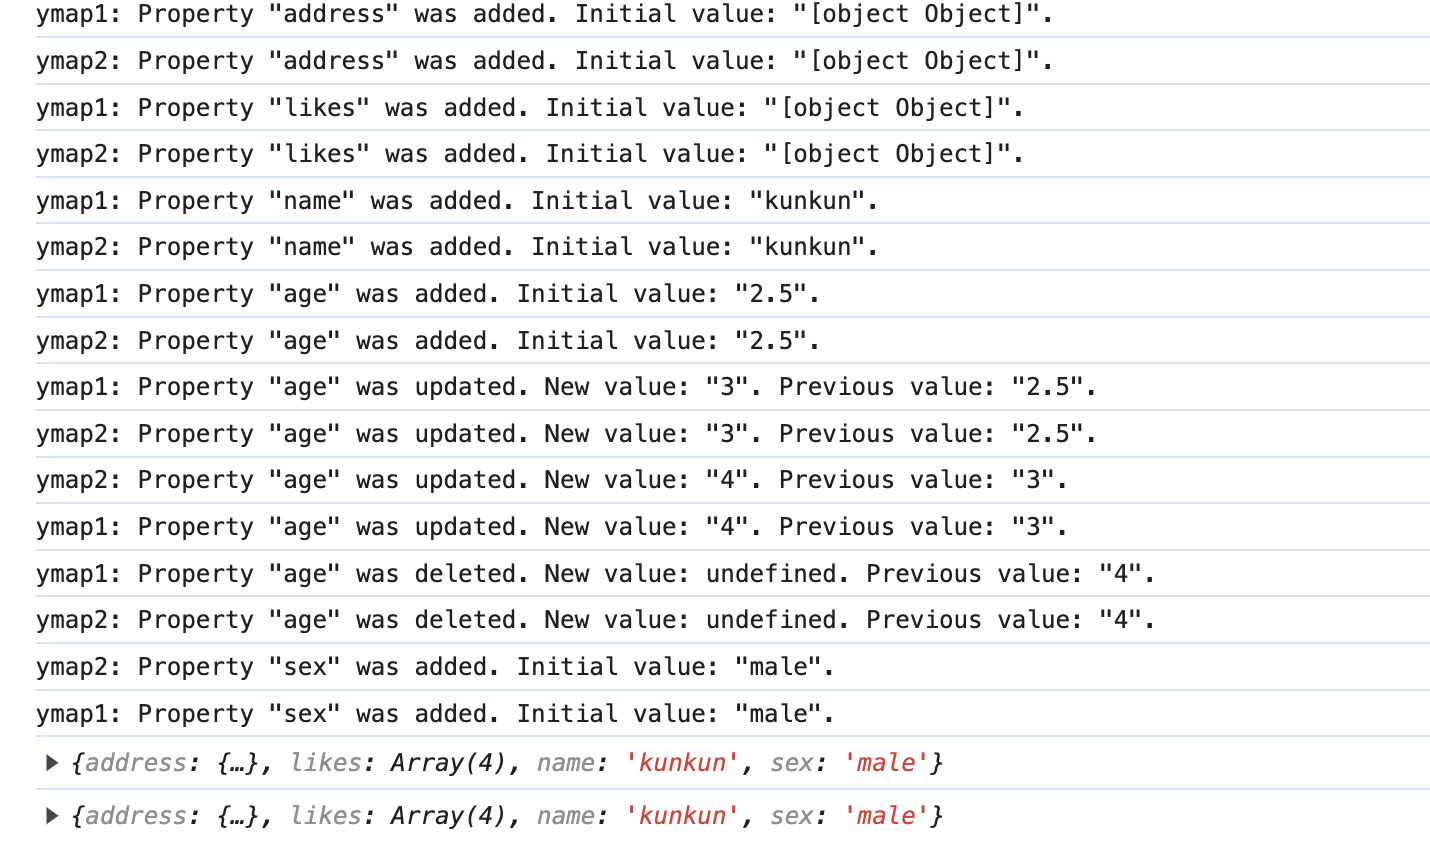 ymap1: Property "address" was added. Initial value: "[object Object]".
ymap2: Property "address" was added. Initial value: "[object Object]".
ymap1: Property "likes" was added. Initial value: "[object Object]".
ymap2: Property "likes" was added. Initial value: "[object Object]".
ymap1: Property "name" was added. Initial value: "kunkun".
ymap2: Property "name" was added. Initial value: "kunkun".
ymap1: Property "age" was added. Initial value: "2.5".
ymap2: Property "age" was added. Initial value: "2.5".
ymap1: Property "age" was updated. New value: "3". Previous value: "2.5".
ymap2: Property "age" was updated. New value: "3". Previous value: "2.5".
ymap2: Property "age" was updated. New value: "4". Previous value: "3".
ymap1: Property "age" was updated. New value: "4". Previous value: "3".
ymap1: Property "age" was deleted. New value: undefined. Previous value: "4".
ymap2: Property "age" was deleted. New value: undefined. Previous value: "4".
ymap2: Property "sex" was added. Initial value: "male".
ymap1: Property "sex" was added. Initial value: "male".
▶ {address: {…}, likes: Array(4), name: 'kunkun', sex: 'male'}
▶ {address: {…}, likes: Array(4), name: 'kunkun', sex: 'male'}